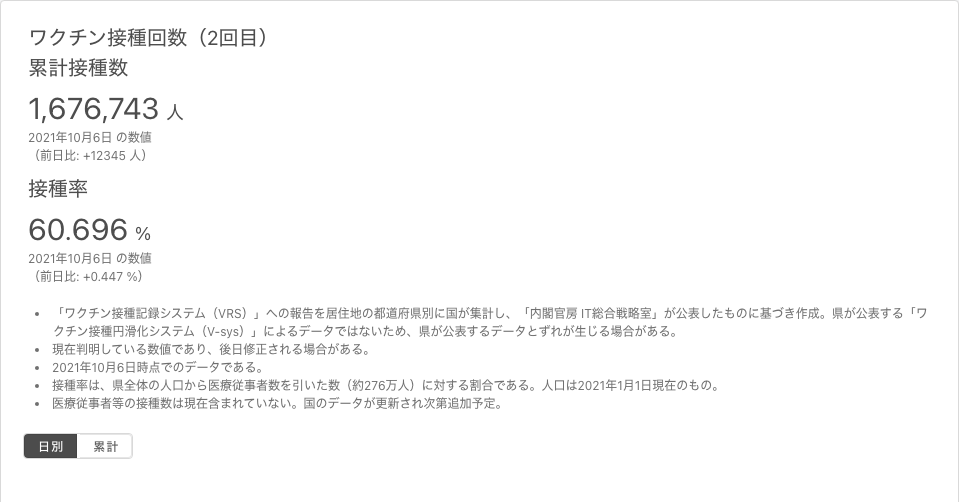 ワクチン接種回数（2回目）
累計接種数
1,676,743 人
2021年10月6日 の数値
（前日比: +12345 人）
接種率
60.696 %
2021年10月6日 の数値
（前日比: +0.447 %）
• 「ワクチン接種記録システム（VRS）」への報告を居住地の都道府県別に国が集計し、「内閣官房 IT総合戦略室」が公表したものに基づき作成。県が公表する「ワ
クチン接種円滑化システム（V-sys）」によるデータではないため、県が公表するデータとずれが生じる場合がある。
• 現在判明している数値であり、後日修正される場合がある。
• 2021年10月6日時点でのデータである。
• 接種率は、県全体の人口から医療従事者数を引いた数（約276万人）に対する割合である。人口は2021年1月1日現在のもの。
• 医療従事者等の接種数は現在含まれていない。国のデータが更新され次第追加予定。
日別 累計